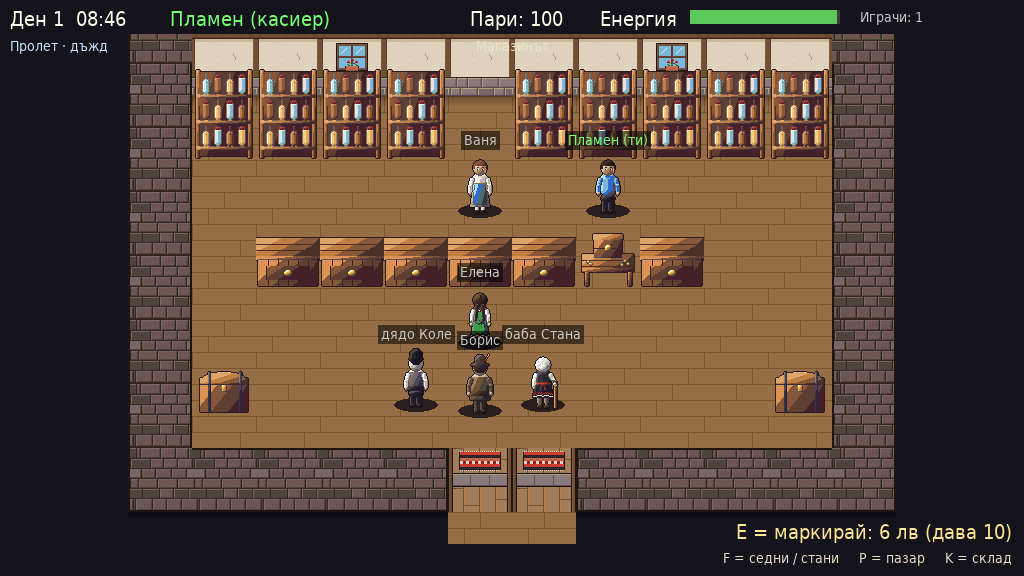 Ден 1 08:46 Пламен (касиер) Пари: 100 Енергия Играчи: 1
Пролет · дъжд
Магазинът
Ваня
Пламен (ти)
Елена
дядо Коле
Борис
баба Стана
E = маркирай: 6 лв (дава 10)
F = седни / стани P = пазар K = склад